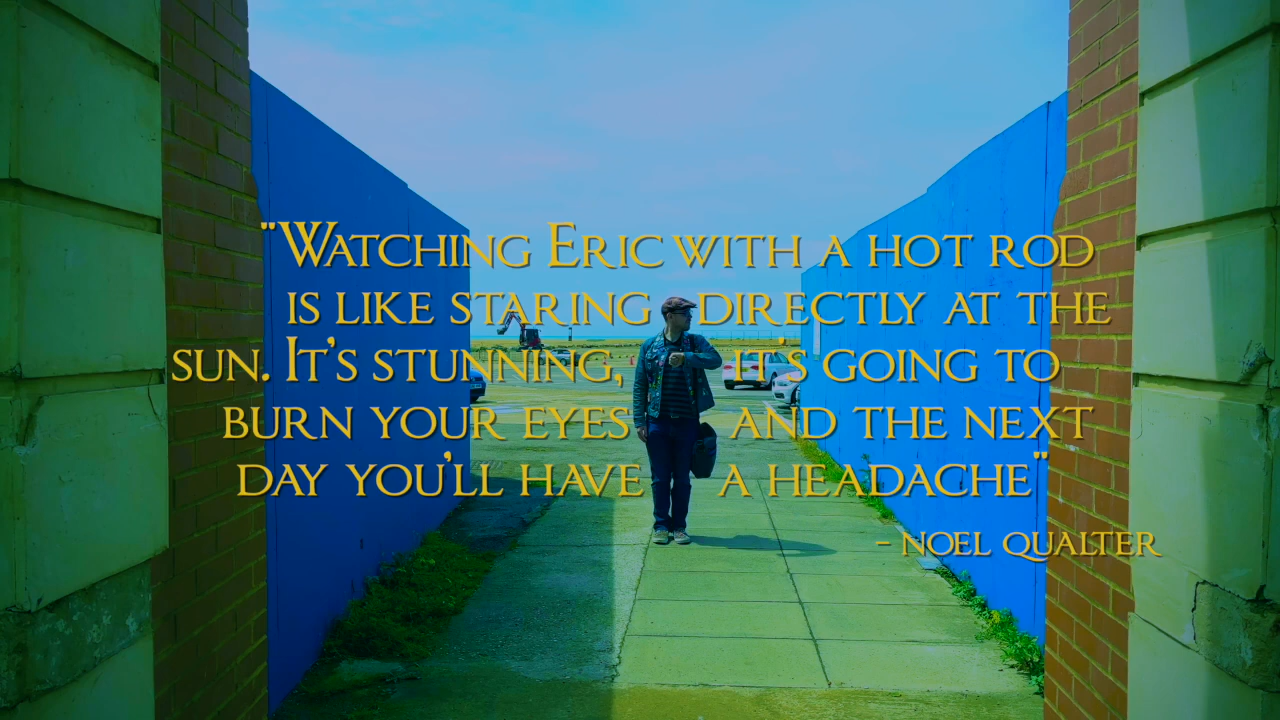 "Watching Eric with a hot rod
is like staring directly at the
sun. It's stunning, it's going to
burn your eyes and the next
day you'll have a headache"
- Noel Qualter